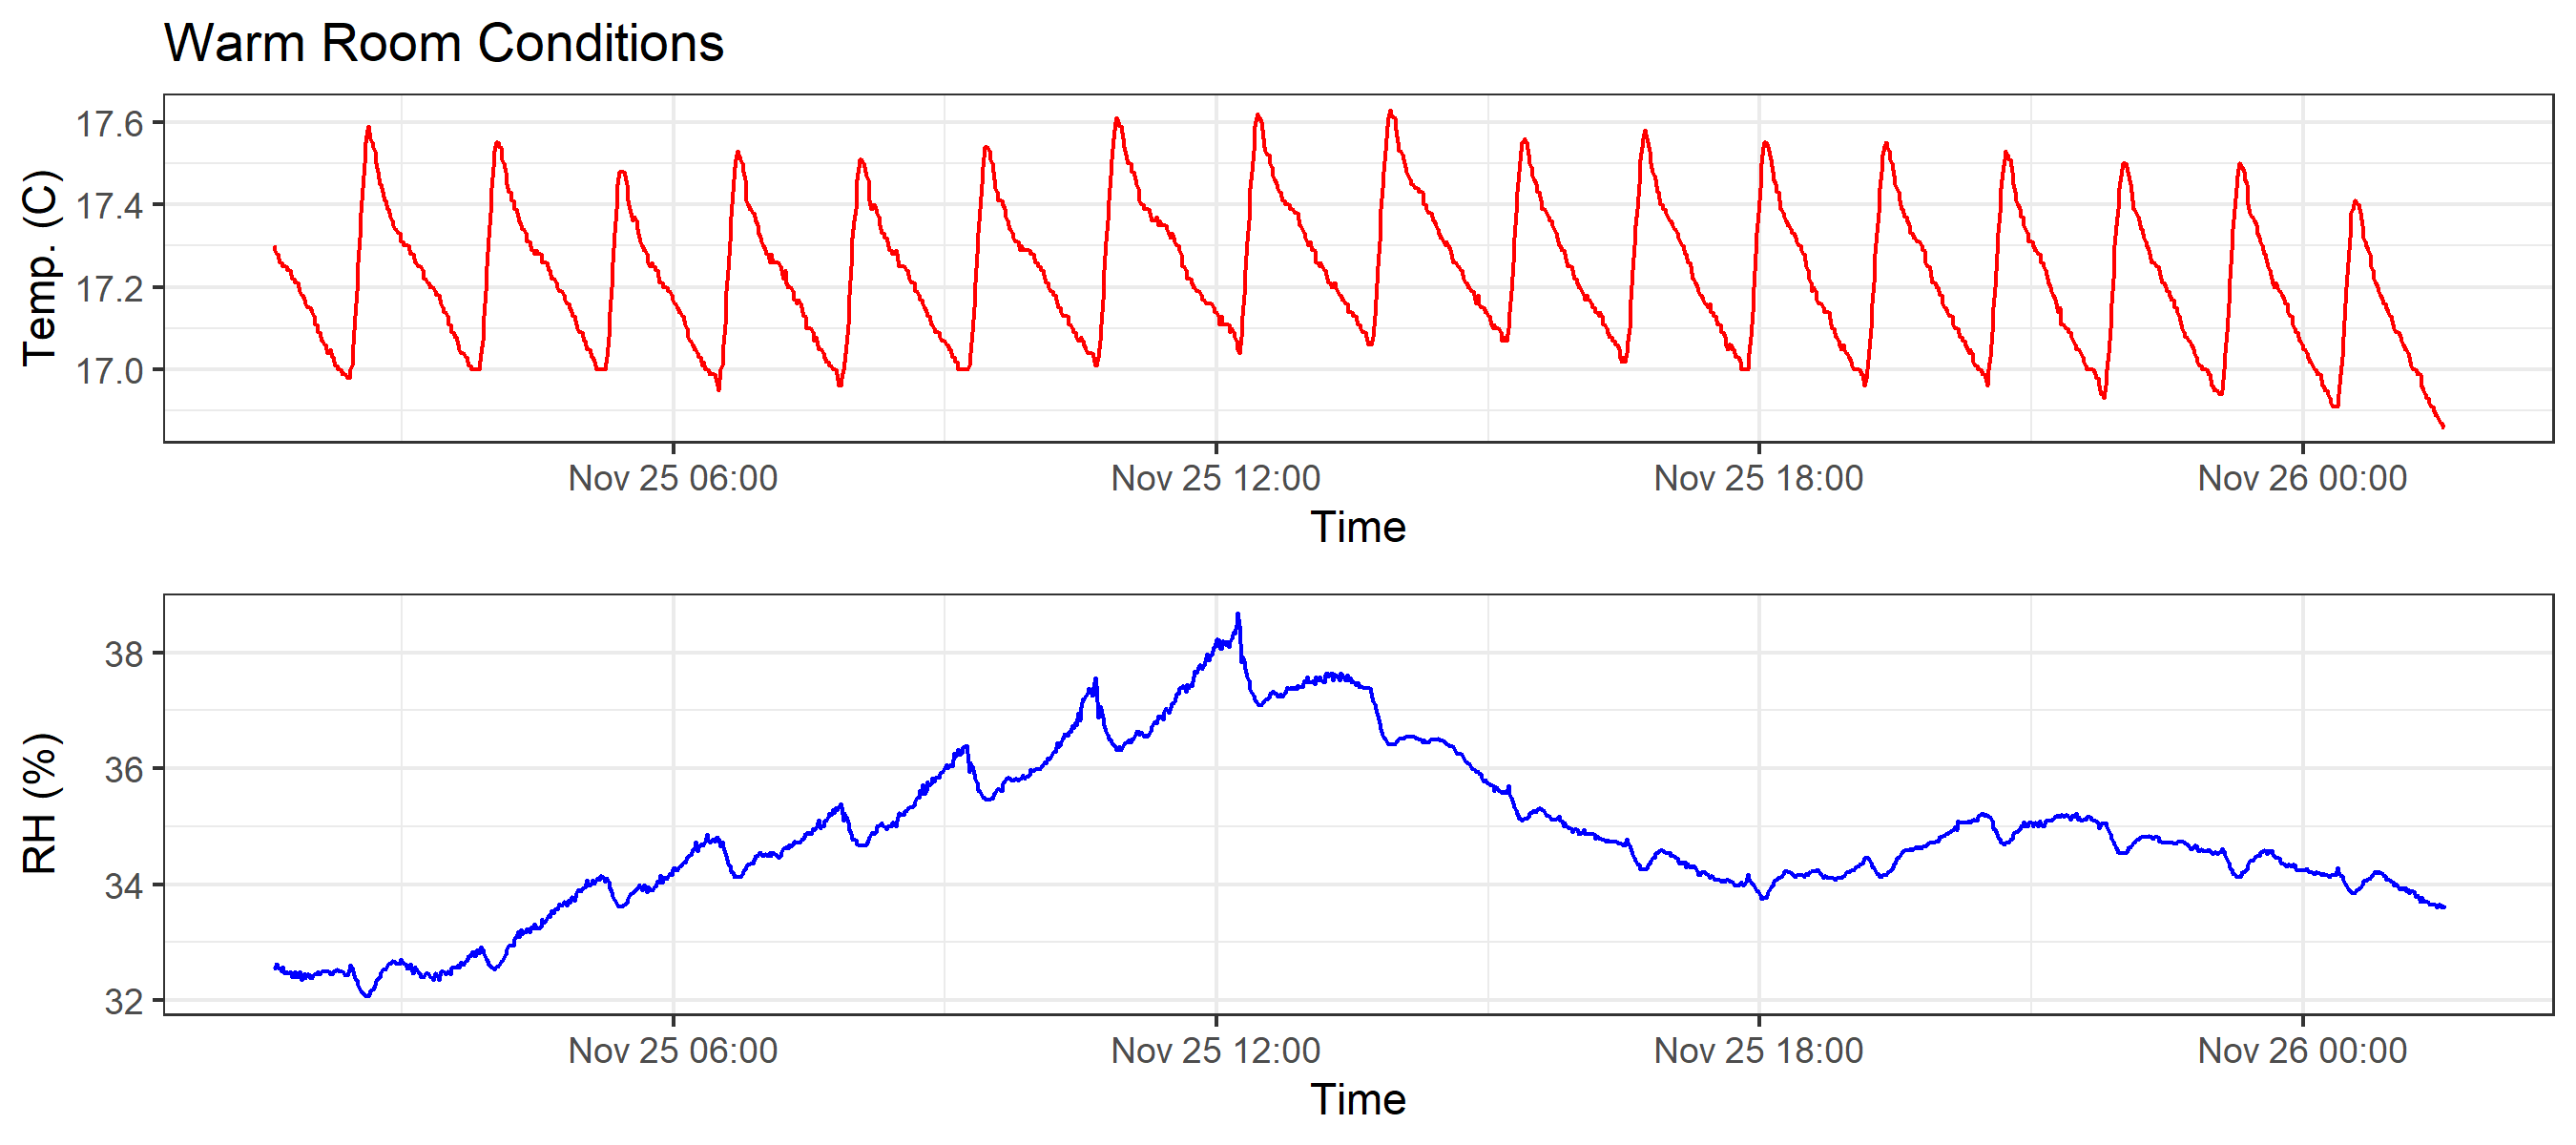 Warm Room Conditions
Temp. (C)
17.6
17.4
17.2
17.0
Nov 25 06:00 Nov 25 12:00 Nov 25 18:00 Nov 26 00:00
Time
RH (%)
38
36
34
32
Nov 25 06:00 Nov 25 12:00 Nov 25 18:00 Nov 26 00:00
Time